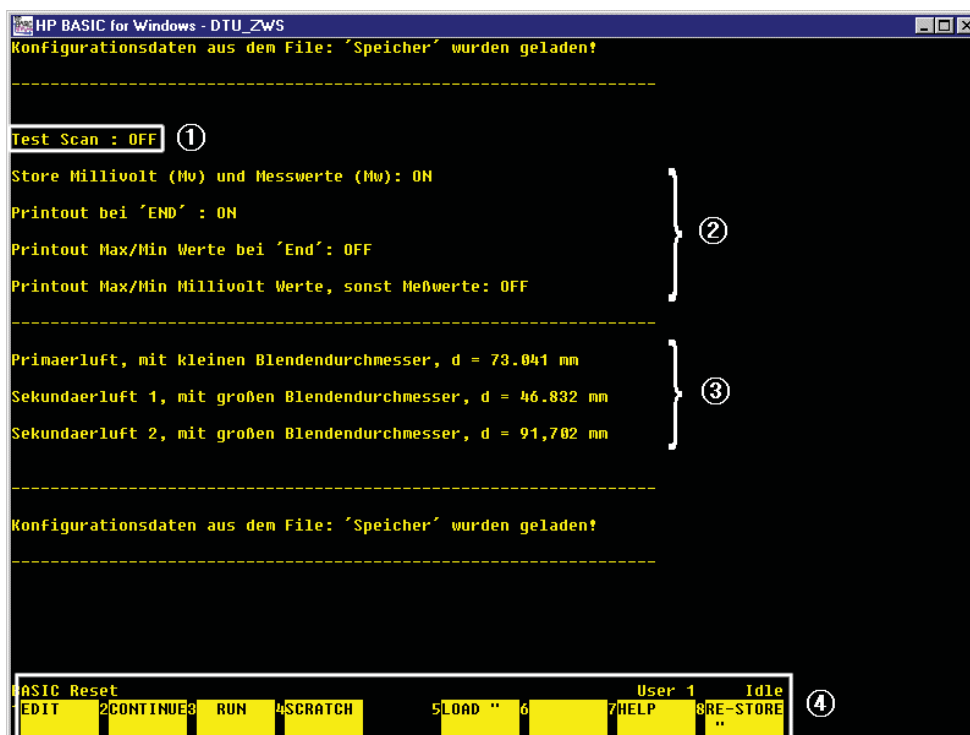 HP BASIC for Windows - DTU_ZWS
Konfigurationsdaten aus dem File: ´Speicher´ wurden geladen!
Test Scan : OFF ①
Store Millivolt (Mv) und Messwerte (Mw): ON
Printout bei ´END´ : ON
②
Printout Max/Min Werte bei ´End´: OFF
Printout Max/Min Millivolt Werte, sonst Meßwerte: OFF
Primaerluft, mit kleinen Blendendurchmesser, d = 73.041 mm
Sekundaerluft 1, mit großen Blendendurchmesser, d = 46.832 mm ③
Sekundaerluft 2, mit großen Blendendurchmesser, d = 91,702 mm
Konfigurationsdaten aus dem File: ´Speicher´ wurden geladen!
BASIC Reset User 1 Idle
1EDIT 2CONTINUE 3 RUN 4SCRATCH 5LOAD " 6 7HELP 8RE-STORE ④
"